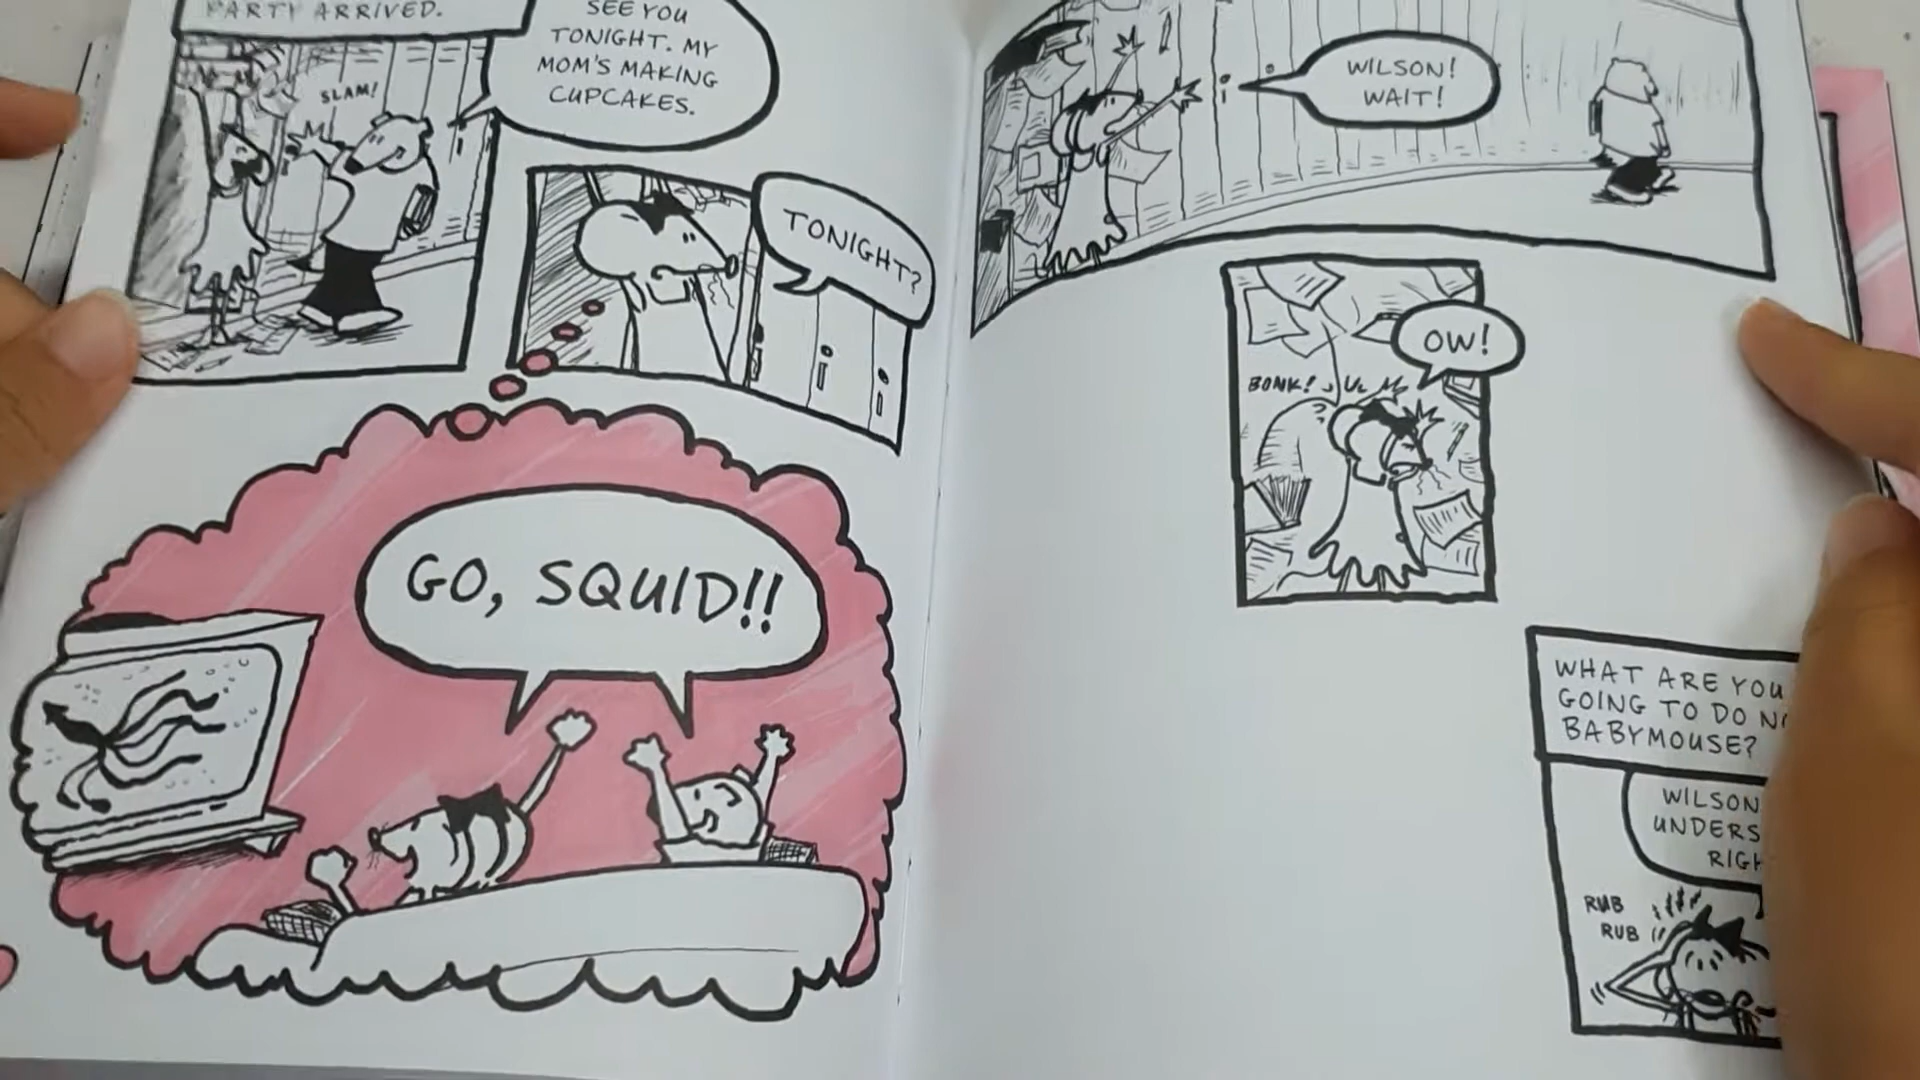 PARTY ARRIVED.
SEE YOU
TONIGHT. MY
MOM'S MAKING
CUPCAKES.
SLAM!
TONIGHT?
GO, SQUID!!
WILSON!
WAIT!
OW!
BONK!
WHAT ARE YOU
GOING TO DO
BABYMOUSE?
WILSON
RUB
RUB